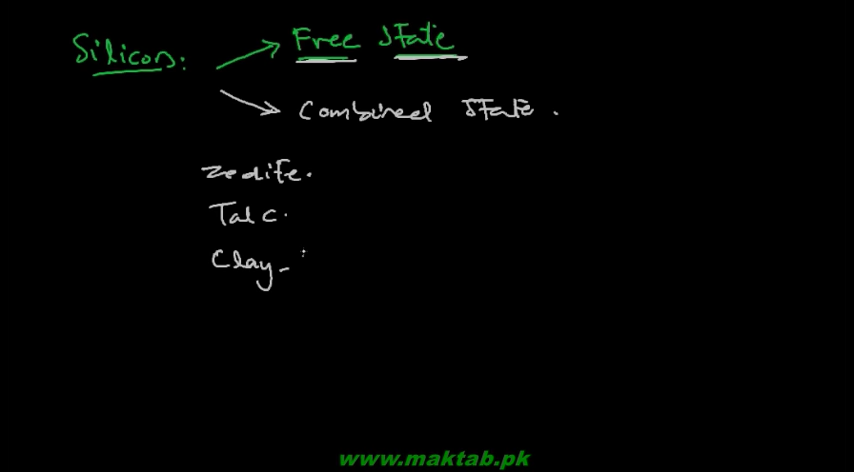 Silicon:
Free State
Combined State.
Zeolite.
Talc.
Clay-
www.maktab.pk